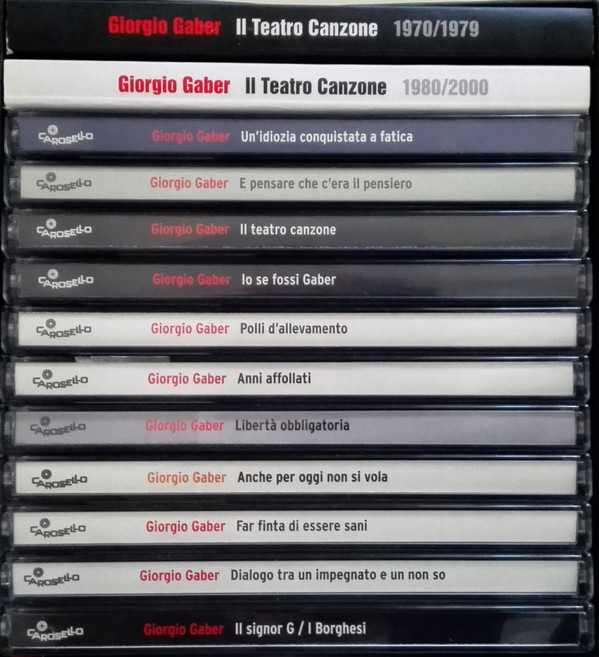 Giorgio Gaber Il Teatro Canzone 1970/1979
Giorgio Gaber Il Teatro Canzone 1980/2000
CAROSELLO Giorgio Gaber Un'idiozia conquistata a fatica
CAROSELLO Giorgio Gaber E pensare che c'era il pensiero
CAROSELLO Giorgio Gaber Il teatro canzone
CAROSELLO Giorgio Gaber Io se fossi Gaber
CAROSELLO Giorgio Gaber Polli d'allevamento
CAROSELLO Giorgio Gaber Anni affollati
CAROSELLO Giorgio Gaber Libertà obbligatoria
CAROSELLO Giorgio Gaber Anche per oggi non si vola
CAROSELLO Giorgio Gaber Far finta di essere sani
CAROSELLO Giorgio Gaber Dialogo tra un impegnato e un non so
CAROSELLO Giorgio Gaber Il signor G / I Borghesi